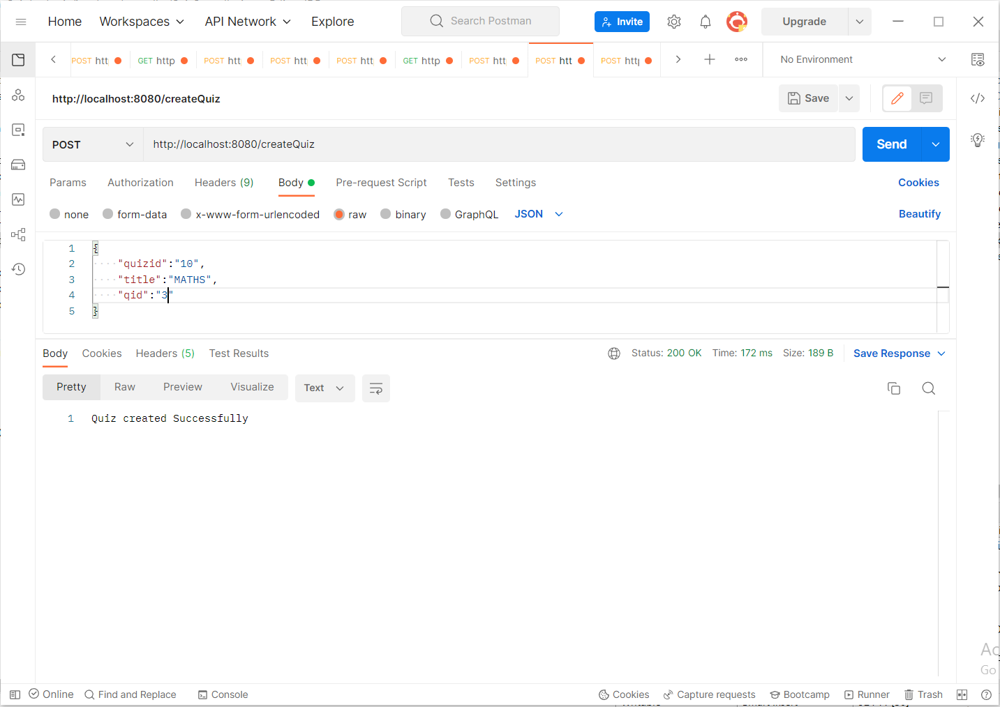 Home Workspaces API Network Explore Search Postman Invite Upgrade
POST htt GET http POST htt POST htt POST htt GET http POST htt POST htt POST http No Environment
http://localhost:8080/createQuiz Save
POST http://localhost:8080/createQuiz Send
Params Authorization Headers (9) Body Pre-request Script Tests Settings Cookies
none form-data x-www-form-urlencoded raw binary GraphQL JSON Beautify
1 {
2 "quizid":"10",
3 "title":"MATHS",
4 "qid":"3"
5 }
Body Cookies Headers (5) Test Results Status: 200 OK Time: 172 ms Size: 189 B Save Response
Pretty Raw Preview Visualize Text
1 Quiz created Successfully
Ac
Go
Online Find and Replace Console Cookies Capture requests Bootcamp Runner Trash